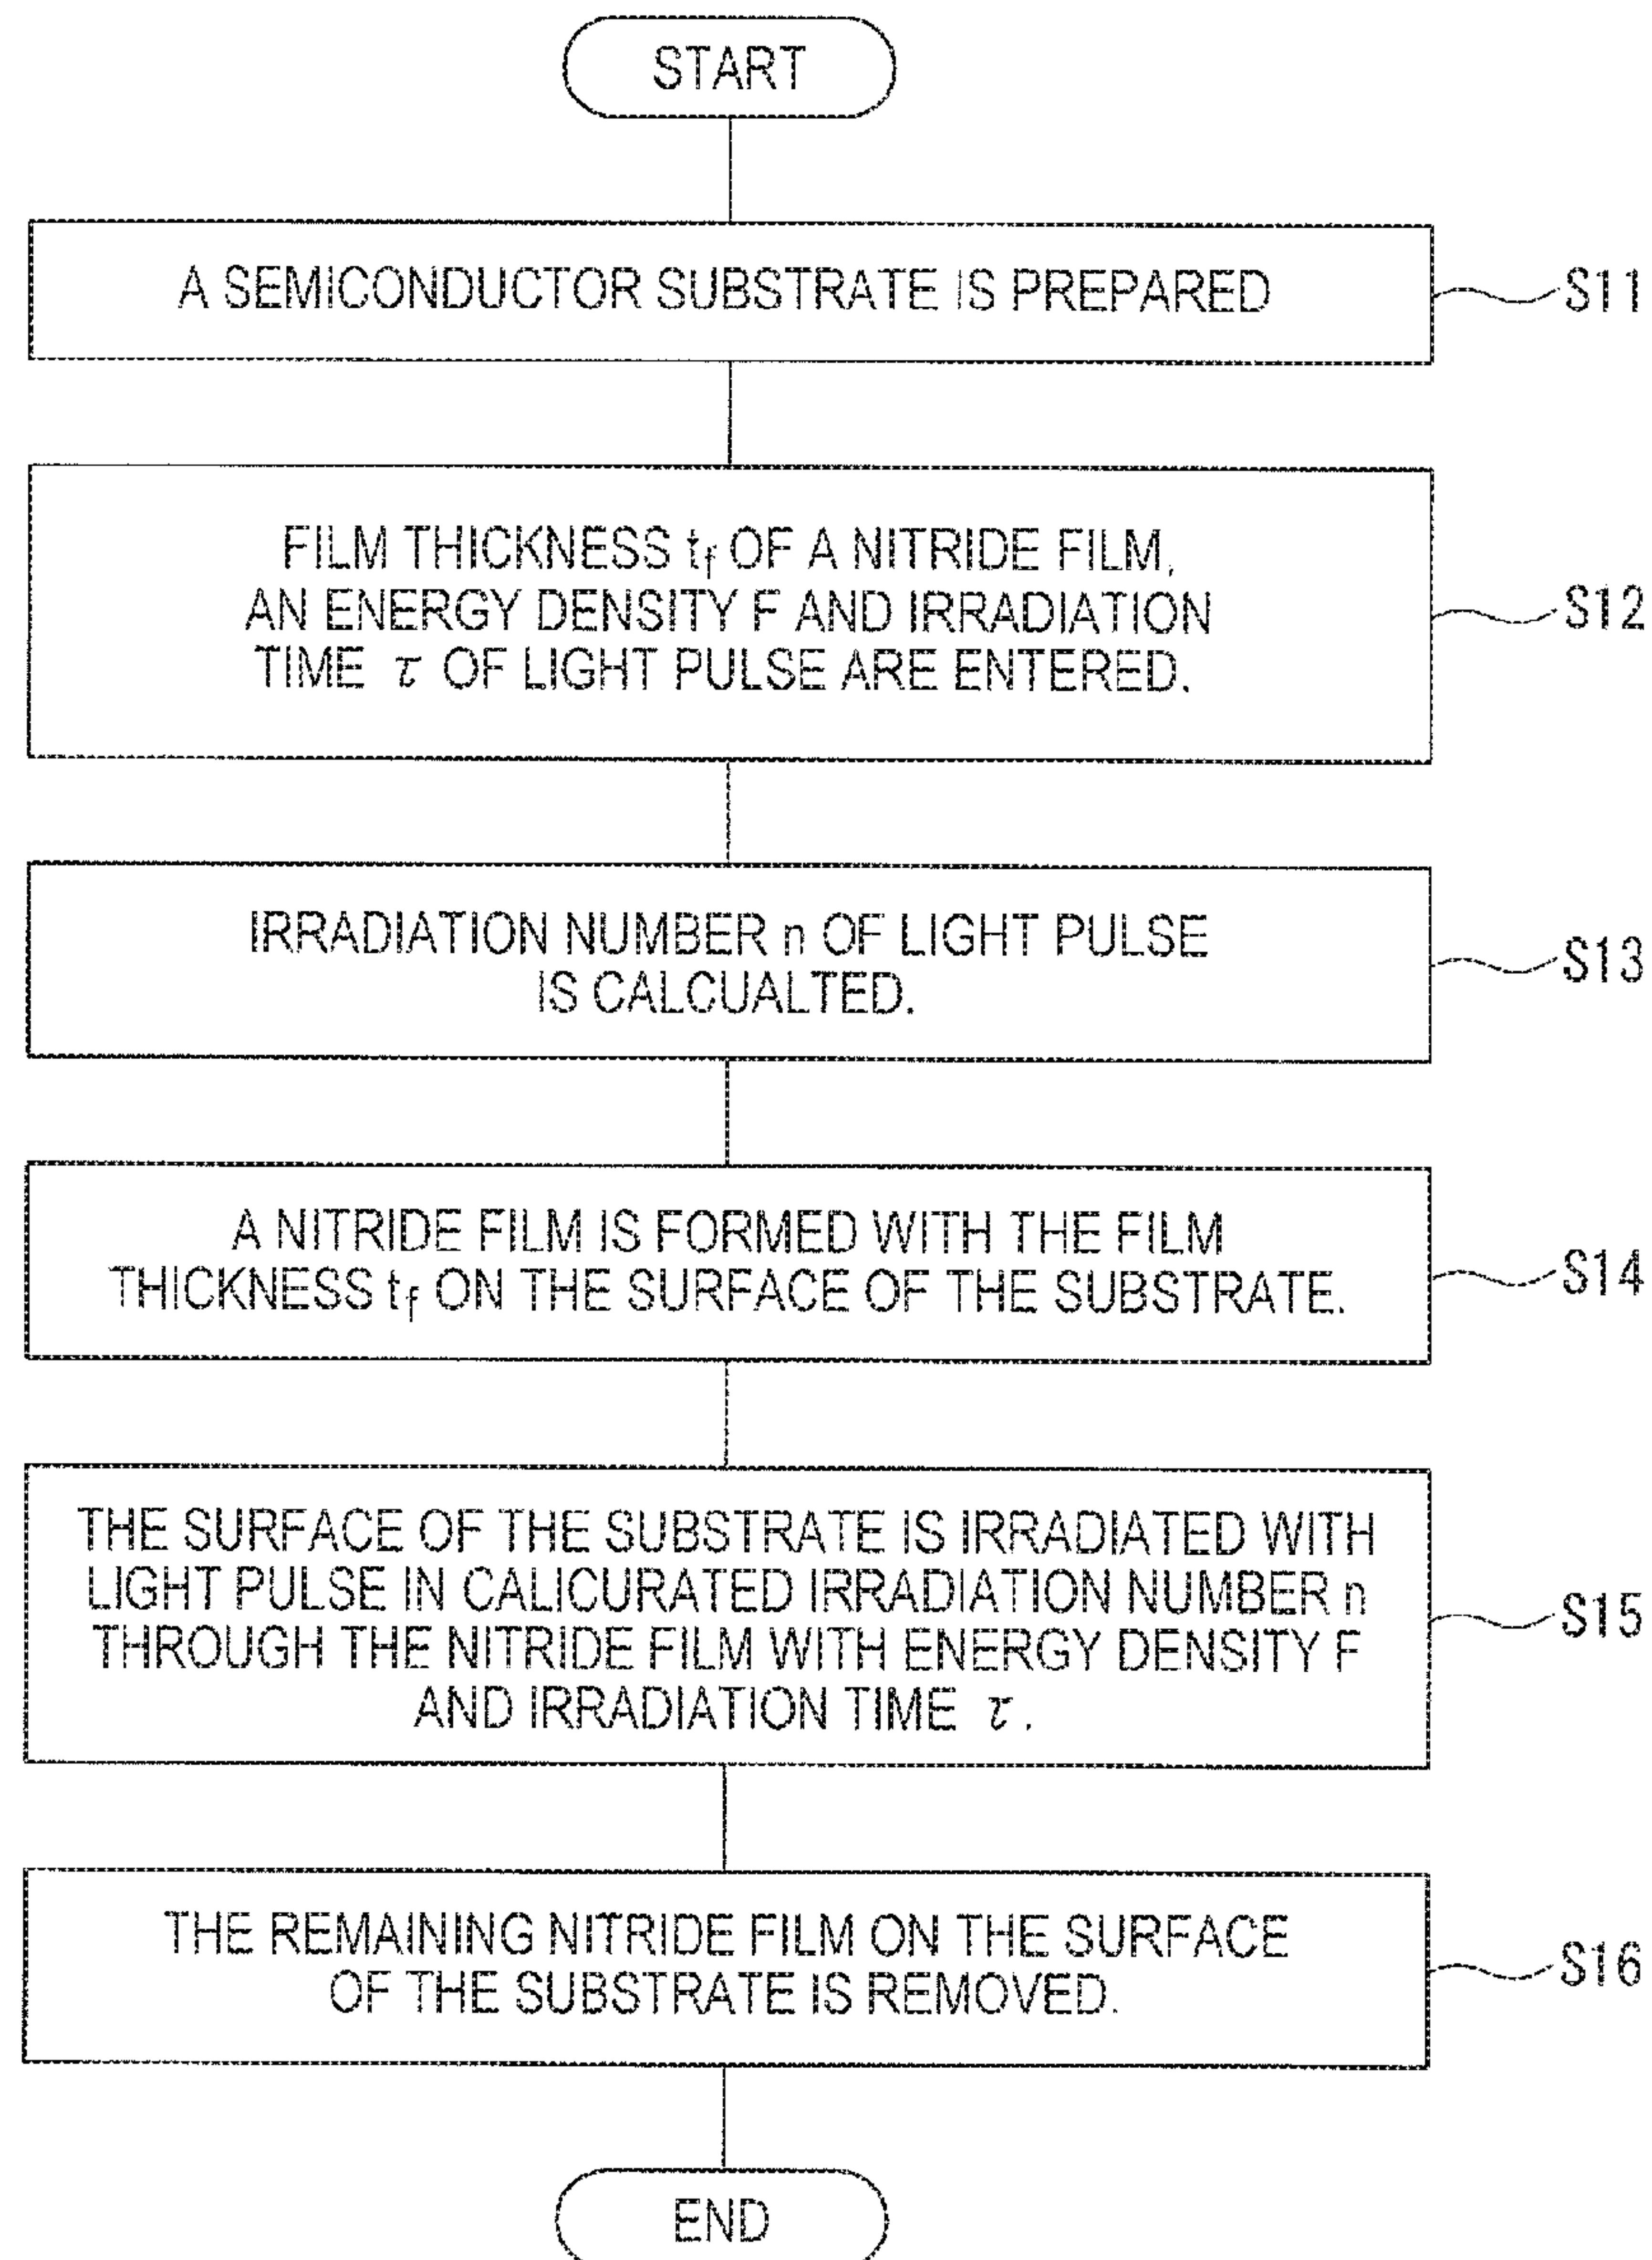 START
A SEMICONDUCTOR SUBSTRATE IS PREPARED
S11
FILM THICKNESS tf OF A NITRIDE FILM,
AN ENERGY DENSITY F AND IRRADIATION
TIME τ OF LIGHT PULSE ARE ENTERED.
S12
IRRADIATION NUMBER n OF LIGHT PULSE
IS CALCUALTED.
S13
A NITRIDE FILM IS FORMED WITH THE FILM
THICKNESS tf ON THE SURFACE OF THE SUBSTRATE.
S14
THE SURFACE OF THE SUBSTRATE IS IRRADIATED WITH
LIGHT PULSE IN CALICURATED IRRADIATION NUMBER n
THROUGH THE NITRIDE FILM WITH ENERGY DENSITY F
AND IRRADIATION TIME τ.
S15
THE REMAINING NITRIDE FILM ON THE SURFACE
OF THE SUBSTRATE IS REMOVED.
S16
END